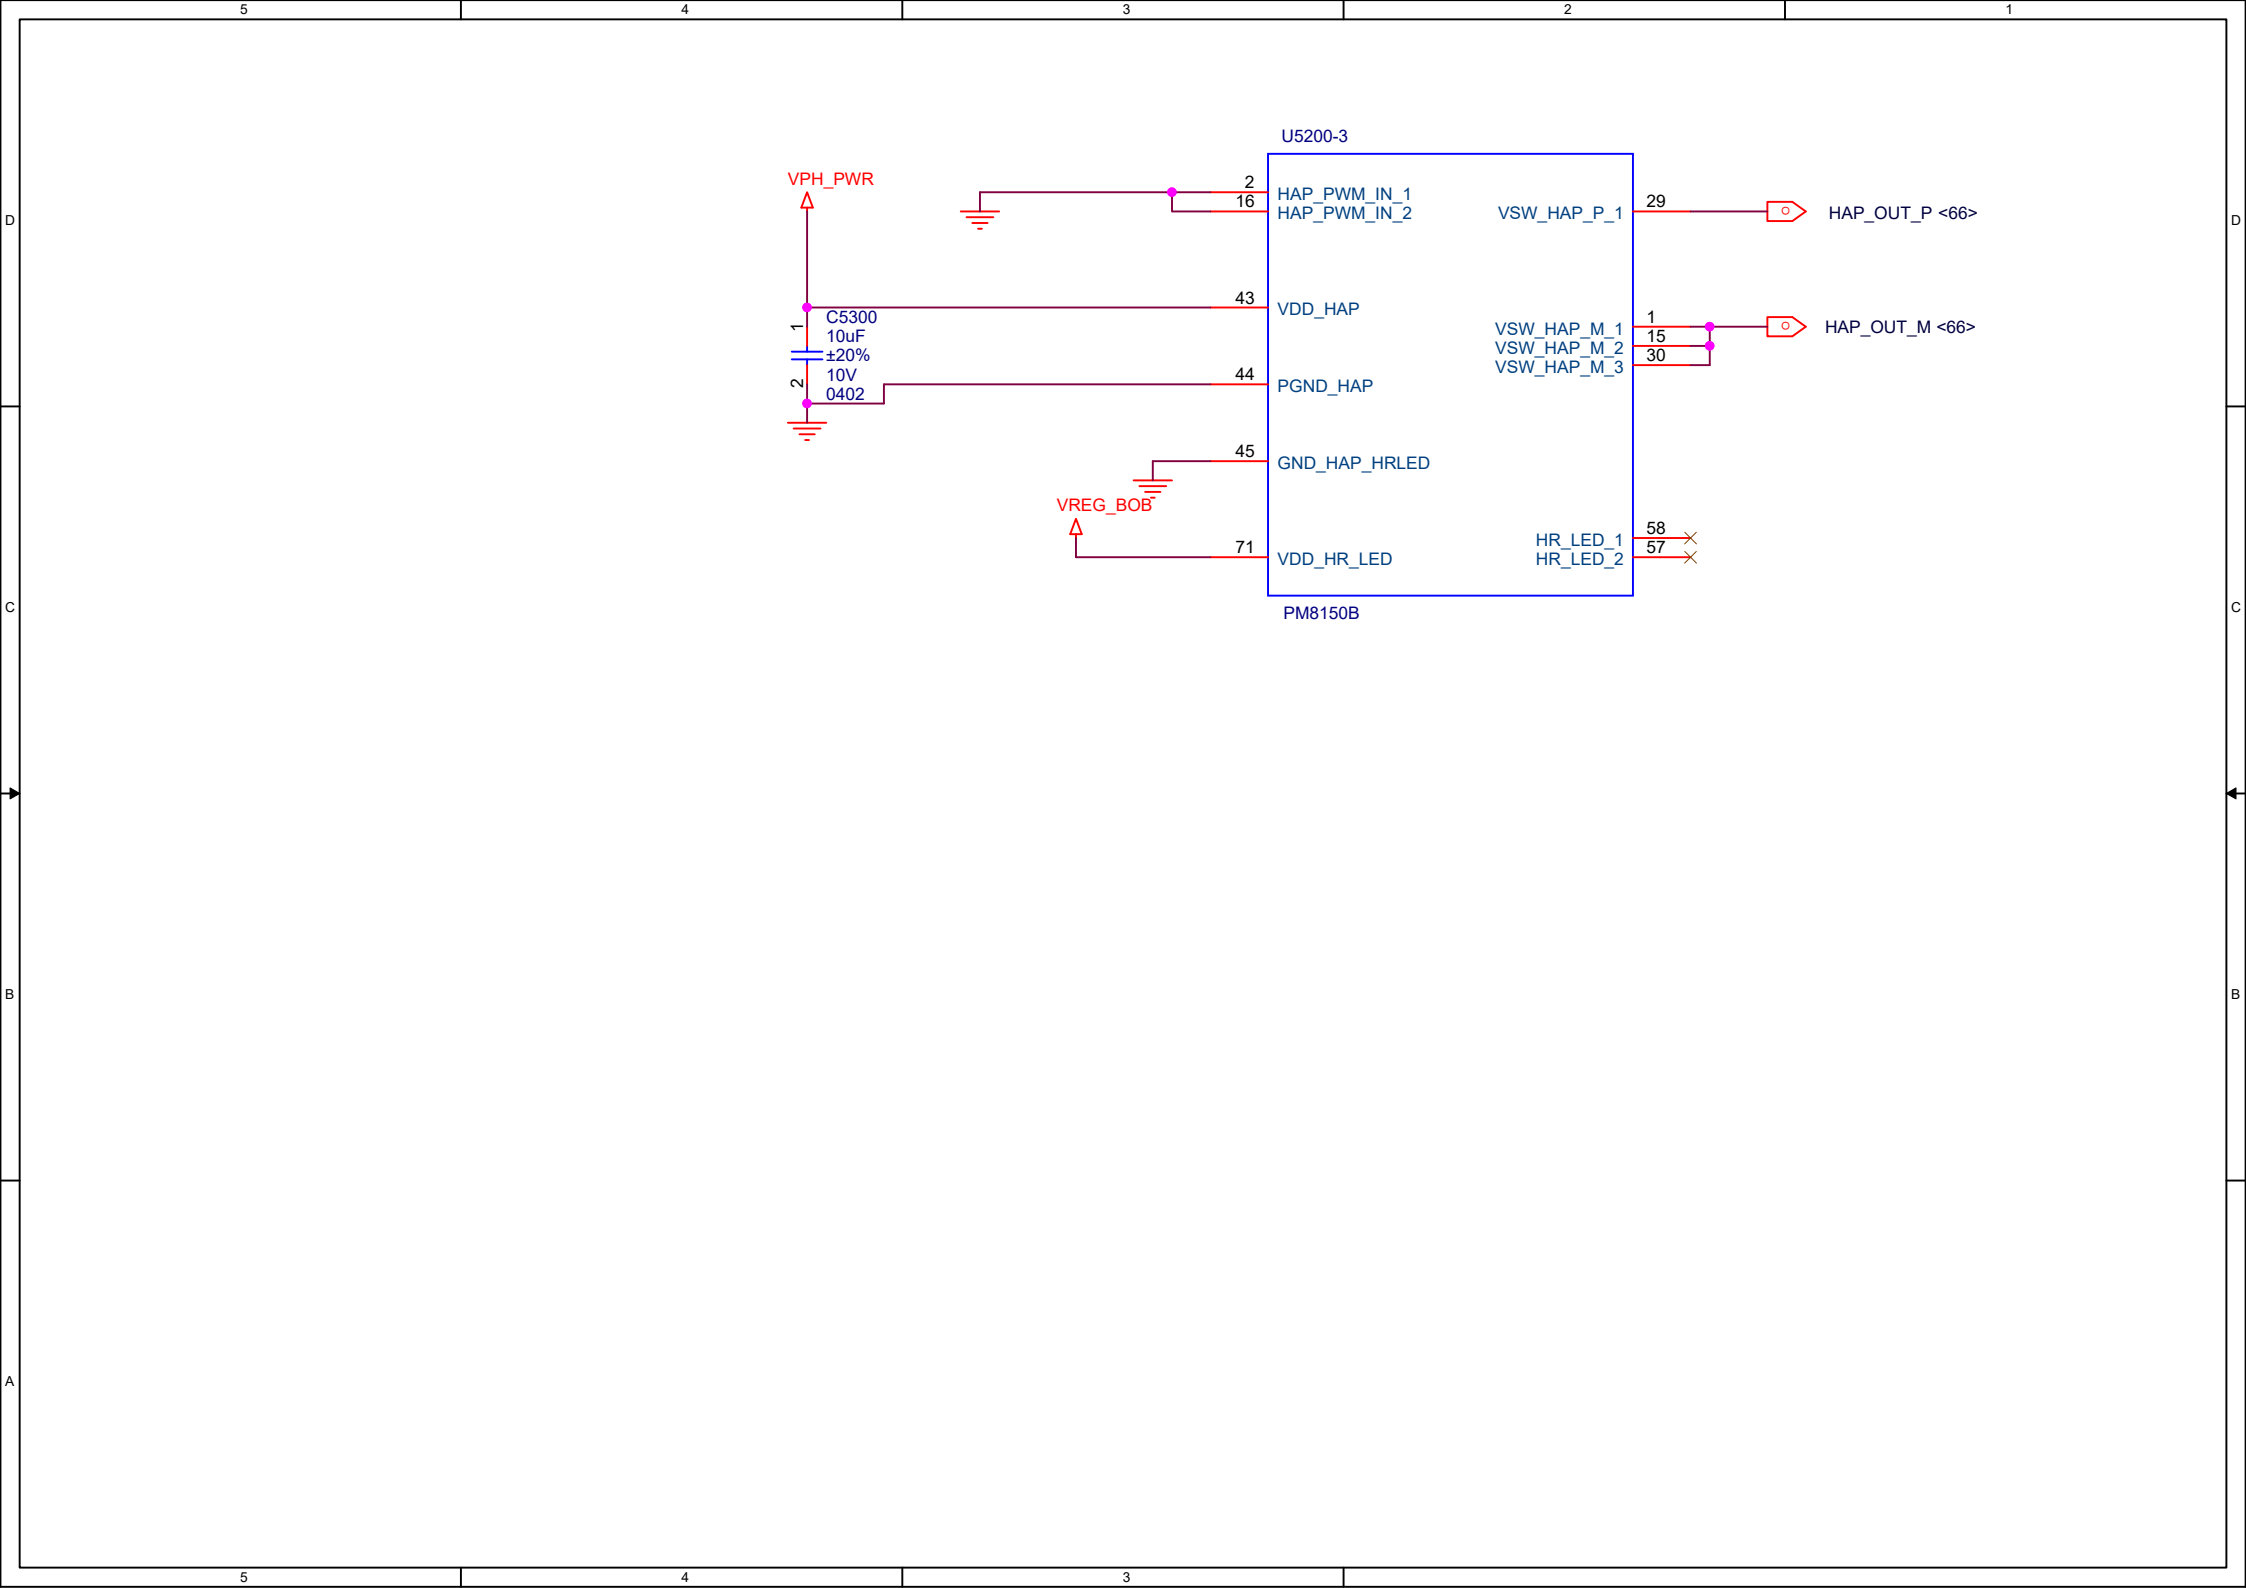 5 4 3 2 1
U5200-3
VPH_PWR
2 HAP_PWM_IN_1
16 HAP_PWM_IN_2
VSW_HAP_P_1 29 HAP_OUT_P <66>
D D
43 VDD_HAP
1 C5300
10uF
±20%
10V
2 0402
VSW_HAP_M_1 1 HAP_OUT_M <66>
VSW_HAP_M_2 15
VSW_HAP_M_3 30
44 PGND_HAP
45 GND_HAP_HRLED
VREG_BOB
HR_LED_1 58
71 VDD_HR_LED HR_LED_2 57
C C
PM8150B
B B
A
5 4 3